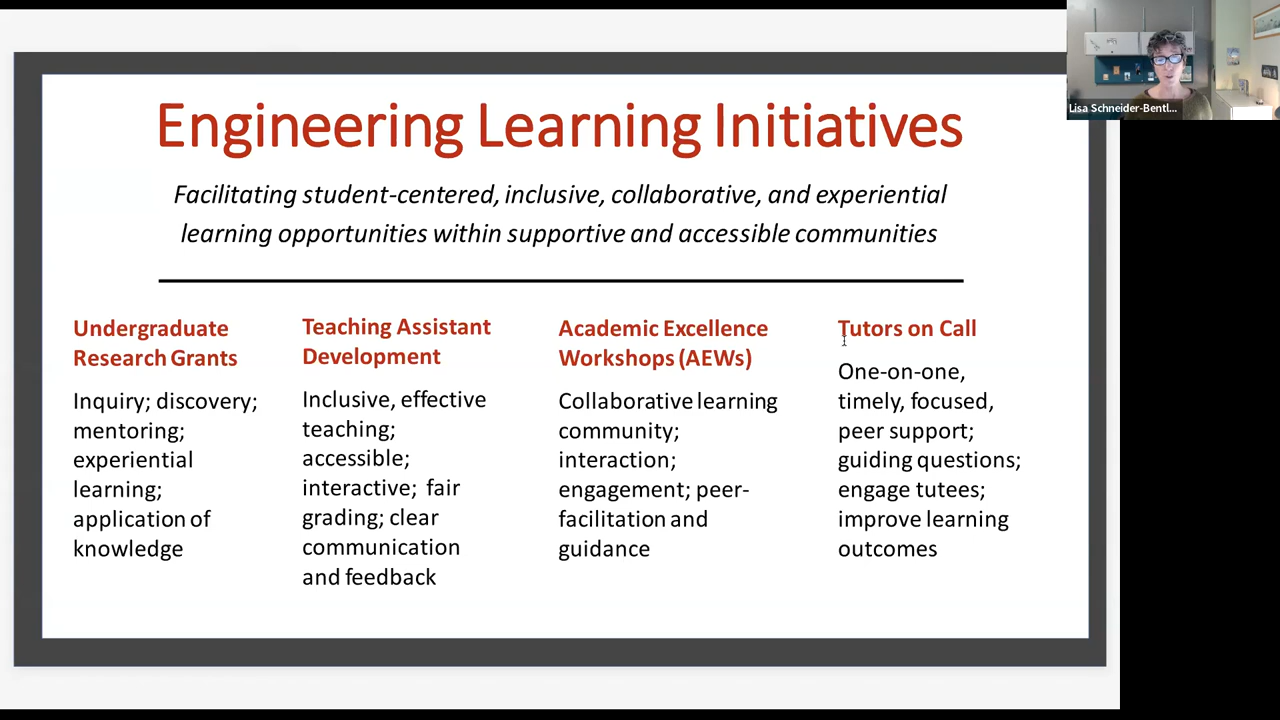 Engineering Learning Initiatives
Facilitating student-centered, inclusive, collaborative, and experiential
learning opportunities within supportive and accessible communities
Undergraduate
Research Grants
Inquiry; discovery;
mentoring;
experiential
learning;
application of
knowledge
Teaching Assistant
Development
Inclusive, effective
teaching;
accessible;
interactive; fair
grading; clear
communication
and feedback
Academic Excellence
Workshops (AEWs)
Collaborative learning
community;
interaction;
engagement; peer-
facilitation and
guidance
Tutors on Call
One-on-one,
timely, focused,
peer support;
guiding questions;
engage tutees;
improve learning
outcomes
Lisa Schneider-Bentl...